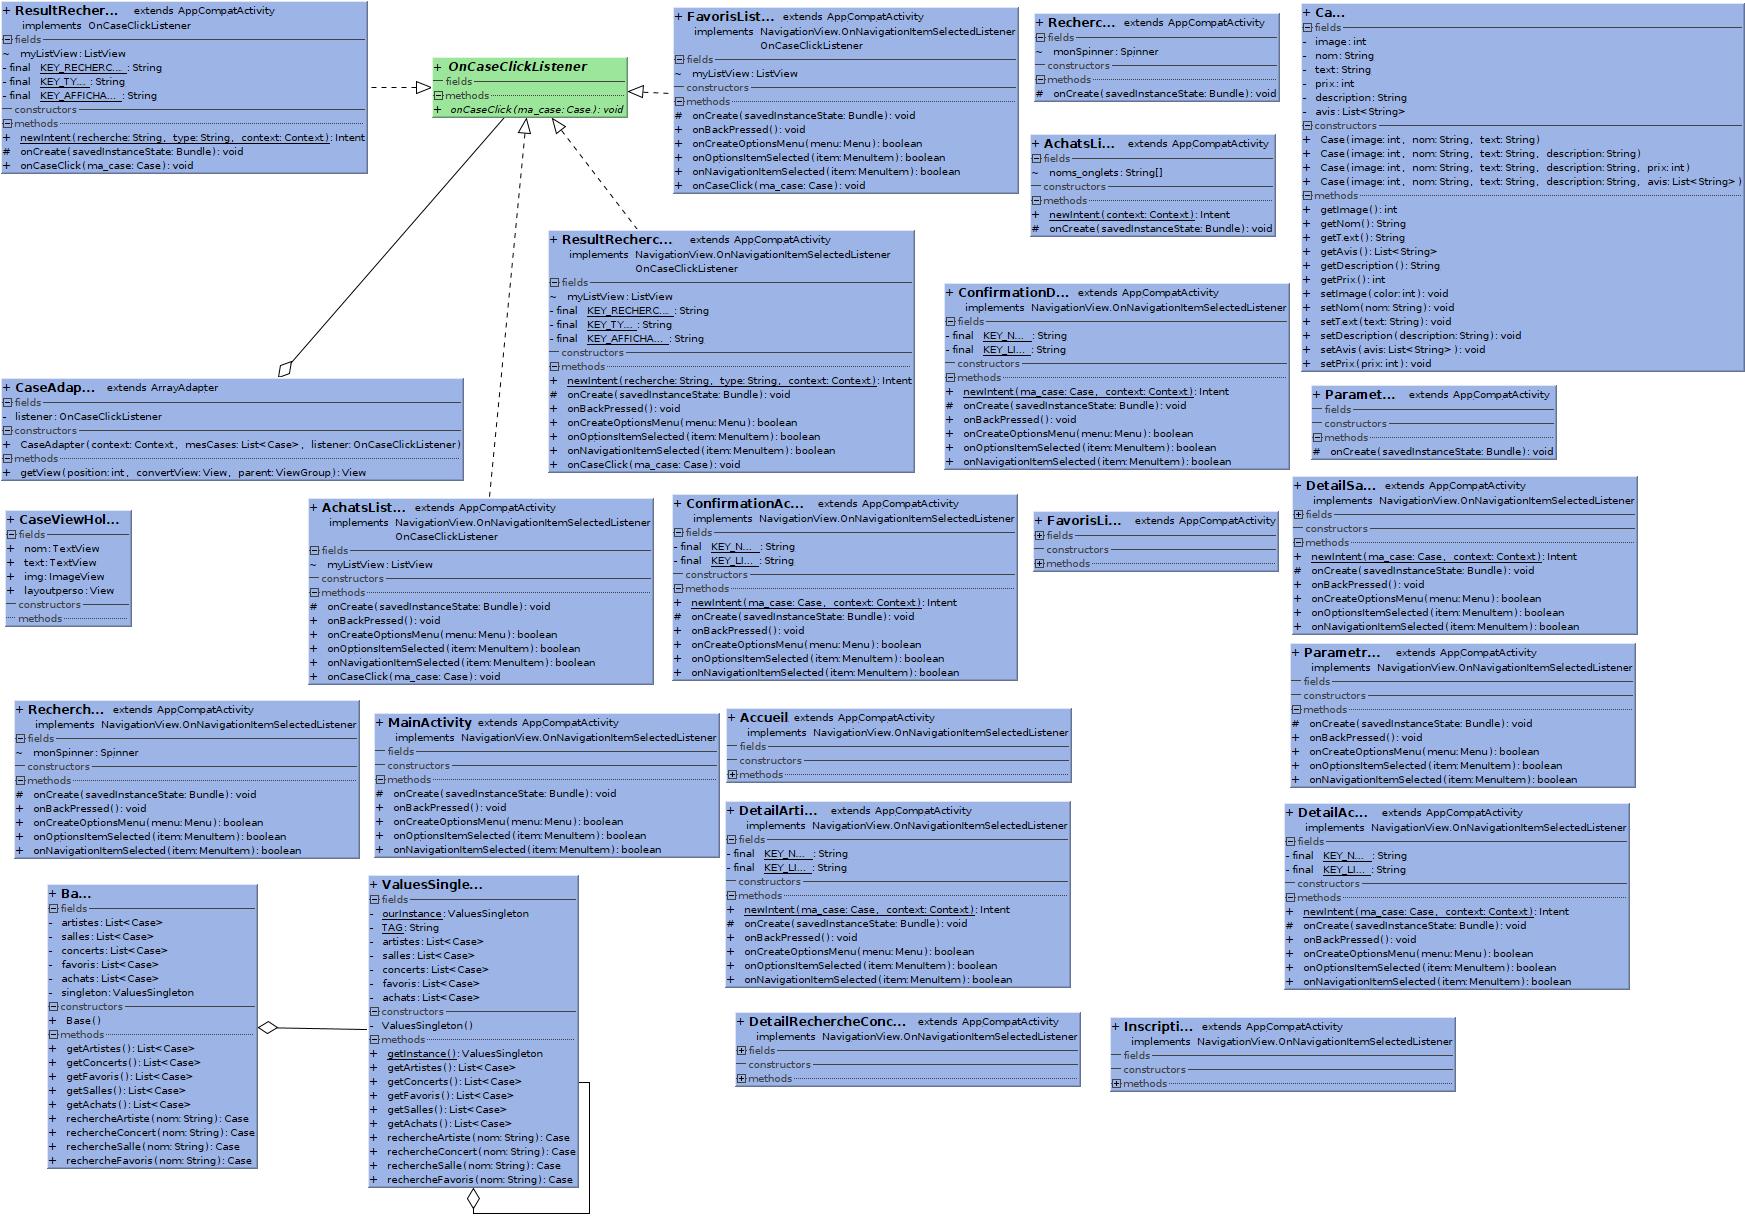 + ResultRecher... extends AppCompatActivity
implements OnCaseClickListener
fields
~ myListView: ListView
- final KEY_RECHERC... : String
- final KEY_TY... : String
- final KEY_AFFICHA... : String
constructors
methods
+ newIntent(recherche: String, type: String, context: Context): Intent
# onCreate(savedInstanceState: Bundle): void
+ onCaseClick(ma_case: Case): void
+ OnCaseClickListener
fields
methods
+ onCaseClick(ma_case: Case): void
+ FavorisList... extends AppCompatActivity
implements NavigationView.OnNavigationItemSelectedListener
OnCaseClickListener
fields
~ myListView: ListView
constructors
methods
# onCreate(savedInstanceState: Bundle): void
+ onBackPressed(): void
+ onCreateOptionsMenu(menu: Menu): boolean
+ onOptionsItemSelected(item: MenuItem): boolean
+ onNavigationItemSelected(item: MenuItem): boolean
+ onCaseClick(ma_case: Case): void
+ Recherc... extends AppCompatActivity
fields
~ monSpinner: Spinner
constructors
methods
# onCreate(savedInstanceState: Bundle): void
+ Ca...
fields
- image: int
- nom: String
- text: String
- prix: int
- description: String
- avis: List<String>
constructors
+ Case(image: int, nom: String, text: String)
+ Case(image: int, nom: String, text: String, description: String)
+ Case(image: int, nom: String, text: String, description: String, prix: int)
+ Case(image: int, nom: String, text: String, description: String, avis: List<String>)
methods
+ getImage(): int
+ getNom(): String
+ getText(): String
+ getAvis(): List<String>
+ getDescription(): String
+ getPrix(): int
+ setImage(color: int): void
+ setNom(nom: String): void
+ setText(text: String): void
+ setDescription(description: String): void
+ setAvis(avis: List<String>): void
+ setPrix(prix: int): void
+ AchatsLi... extends AppCompatActivity
fields
~ noms_onglets: String[]
constructors
methods
+ newIntent(context: Context): Intent
# onCreate(savedInstanceState: Bundle): void
+ ResultRecherc... extends AppCompatActivity
implements NavigationView.OnNavigationItemSelectedListener
OnCaseClickListener
fields
~ myListView: ListView
- final KEY_RECHERC... : String
- final KEY_TY... : String
- final KEY_AFFICHA... : String
constructors
methods
+ newIntent(recherche: String, type: String, context: Context): Intent
# onCreate(savedInstanceState: Bundle): void
+ onBackPressed(): void
+ onCreateOptionsMenu(menu: Menu): boolean
+ onOptionsItemSelected(item: MenuItem): boolean
+ onNavigationItemSelected(item: MenuItem): boolean
+ onCaseClick(ma_case: Case): void
+ ConfirmationD... extends AppCompatActivity
implements NavigationView.OnNavigationItemSelectedListener
fields
- final KEY_N... : String
- final KEY_LI... : String
constructors
methods
+ newIntent(ma_case: Case, context: Context): Intent
# onCreate(savedInstanceState: Bundle): void
+ onBackPressed(): void
+ onCreateOptionsMenu(menu: Menu): boolean
+ onOptionsItemSelected(item: MenuItem): boolean
+ onNavigationItemSelected(item: MenuItem): boolean
+ CaseAdap... extends ArrayAdapter
fields
- listener: OnCaseClickListener
constructors
+ CaseAdapter(context: Context, mesCases: List<Case>, listener: OnCaseClickListener)
methods
+ getView(position: int, convertView: View, parent: ViewGroup): View
+ Paramet... extends AppCompatActivity
fields
constructors
methods
# onCreate(savedInstanceState: Bundle): void
+ CaseViewHol...
fields
+ nom: TextView
+ text: TextView
+ img: ImageView
+ layoutperso: View
constructors
methods
+ AchatsList... extends AppCompatActivity
implements NavigationView.OnNavigationItemSelectedListener
OnCaseClickListener
fields
~ myListView: ListView
constructors
methods
# onCreate(savedInstanceState: Bundle): void
+ onBackPressed(): void
+ onCreateOptionsMenu(menu: Menu): boolean
+ onOptionsItemSelected(item: MenuItem): boolean
+ onNavigationItemSelected(item: MenuItem): boolean
+ onCaseClick(ma_case: Case): void
+ ConfirmationAc... extends AppCompatActivity
implements NavigationView.OnNavigationItemSelectedListener
fields
- final KEY_N... : String
- final KEY_LI... : String
constructors
methods
+ newIntent(ma_case: Case, context: Context): Intent
# onCreate(savedInstanceState: Bundle): void
+ onBackPressed(): void
+ onCreateOptionsMenu(menu: Menu): boolean
+ onOptionsItemSelected(item: MenuItem): boolean
+ onNavigationItemSelected(item: MenuItem): boolean
+ FavorisLi... extends AppCompatActivity
fields
constructors
methods
+ DetailSa... extends AppCompatActivity
implements NavigationView.OnNavigationItemSelectedListener
fields
constructors
methods
+ newIntent(ma_case: Case, context: Context): Intent
# onCreate(savedInstanceState: Bundle): void
+ onBackPressed(): void
+ onCreateOptionsMenu(menu: Menu): boolean
+ onOptionsItemSelected(item: MenuItem): boolean
+ onNavigationItemSelected(item: MenuItem): boolean
+ Parametr... extends AppCompatActivity
implements NavigationView.OnNavigationItemSelectedListener
fields
constructors
methods
# onCreate(savedInstanceState: Bundle): void
+ onBackPressed(): void
+ onCreateOptionsMenu(menu: Menu): boolean
+ onOptionsItemSelected(item: MenuItem): boolean
+ onNavigationItemSelected(item: MenuItem): boolean
+ Recherch... extends AppCompatActivity
implements NavigationView.OnNavigationItemSelectedListener
fields
~ monSpinner: Spinner
constructors
methods
# onCreate(savedInstanceState: Bundle): void
+ onBackPressed(): void
+ onCreateOptionsMenu(menu: Menu): boolean
+ onOptionsItemSelected(item: MenuItem): boolean
+ onNavigationItemSelected(item: MenuItem): boolean
+ MainActivity extends AppCompatActivity
implements NavigationView.OnNavigationItemSelectedListener
fields
constructors
methods
# onCreate(savedInstanceState: Bundle): void
+ onBackPressed(): void
+ onCreateOptionsMenu(menu: Menu): boolean
+ onOptionsItemSelected(item: MenuItem): boolean
+ onNavigationItemSelected(item: MenuItem): boolean
+ Accueil extends AppCompatActivity
implements NavigationView.OnNavigationItemSelectedListener
fields
constructors
methods
+ DetailArti... extends AppCompatActivity
implements NavigationView.OnNavigationItemSelectedListener
fields
- final KEY_N... : String
- final KEY_LI... : String
constructors
methods
+ newIntent(ma_case: Case, context: Context): Intent
# onCreate(savedInstanceState: Bundle): void
+ onBackPressed(): void
+ onCreateOptionsMenu(menu: Menu): boolean
+ onOptionsItemSelected(item: MenuItem): boolean
+ onNavigationItemSelected(item: MenuItem): boolean
+ DetailAc... extends AppCompatActivity
implements NavigationView.OnNavigationItemSelectedListener
fields
- final KEY_N... : String
- final KEY_LI... : String
constructors
methods
+ newIntent(ma_case: Case, context: Context): Intent
# onCreate(savedInstanceState: Bundle): void
+ onBackPressed(): void
+ onCreateOptionsMenu(menu: Menu): boolean
+ onOptionsItemSelected(item: MenuItem): boolean
+ onNavigationItemSelected(item: MenuItem): boolean
+ Ba...
fields
- artistes: List<Case>
- salles: List<Case>
- concerts: List<Case>
- favoris: List<Case>
- achats: List<Case>
- singleton: ValuesSingleton
constructors
+ Base()
methods
+ getArtistes(): List<Case>
+ getConcerts(): List<Case>
+ getFavoris(): List<Case>
+ getSalles(): List<Case>
+ getAchats(): List<Case>
+ rechercheArtiste(nom: String): Case
+ rechercheConcert(nom: String): Case
+ rechercheSalle(nom: String): Case
+ rechercheFavoris(nom: String): Case
+ ValuesSingle...
fields
- ourInstance: ValuesSingleton
- TAG: String
- artistes: List<Case>
- salles: List<Case>
- concerts: List<Case>
- favoris: List<Case>
- achats: List<Case>
constructors
- ValuesSingleton()
methods
+ getInstance(): ValuesSingleton
+ getArtistes(): List<Case>
+ getConcerts(): List<Case>
+ getFavoris(): List<Case>
+ getSalles(): List<Case>
+ getAchats(): List<Case>
+ rechercheArtiste(nom: String): Case
+ rechercheConcert(nom: String): Case
+ rechercheSalle(nom: String): Case
+ rechercheFavoris(nom: String): Case
+ DetailRechercheConc... extends AppCompatActivity
implements NavigationView.OnNavigationItemSelectedListener
fields
constructors
methods
+ Inscripti... extends AppCompatActivity
implements NavigationView.OnNavigationItemSelectedListener
fields
constructors
methods